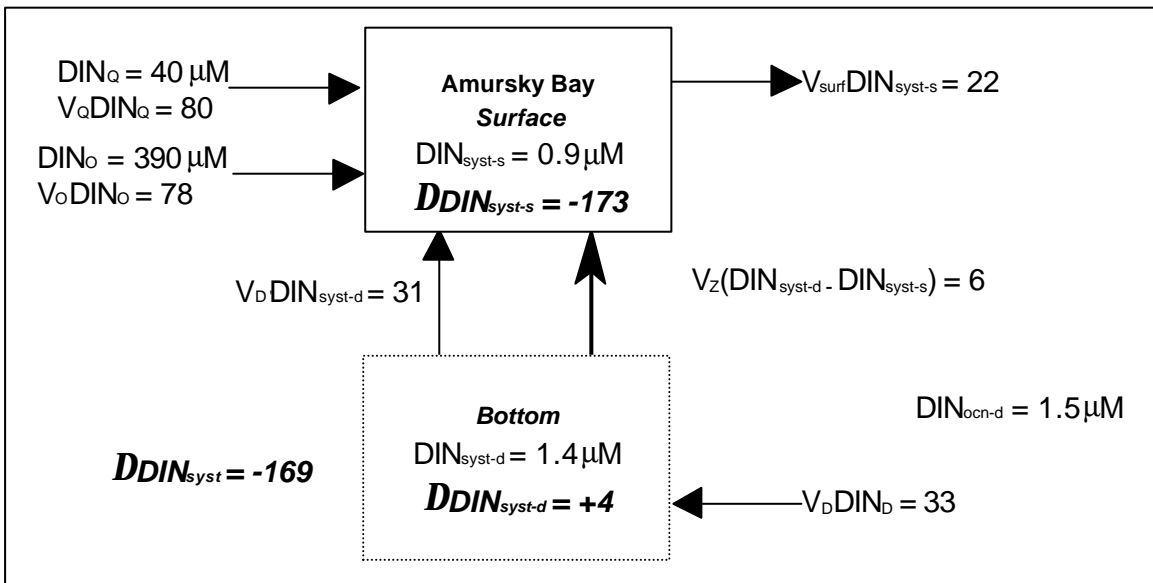 DINQ = 40 μM
VQDINQ = 80
DINO = 390 μM
VODINO = 78
Amursky Bay
Surface
DINsyst-s = 0.9 μM
DDINsyst-s = -173
VsurfDINsyst-s = 22
VDDINsyst-d = 31
VZ(DINsyst-d - DINsyst-s) = 6
Bottom
DINsyst-d = 1.4 μM
DDINsyst-d = +4
DDINsyst = -169
DINocn-d = 1.5 μM
VDDIND = 33